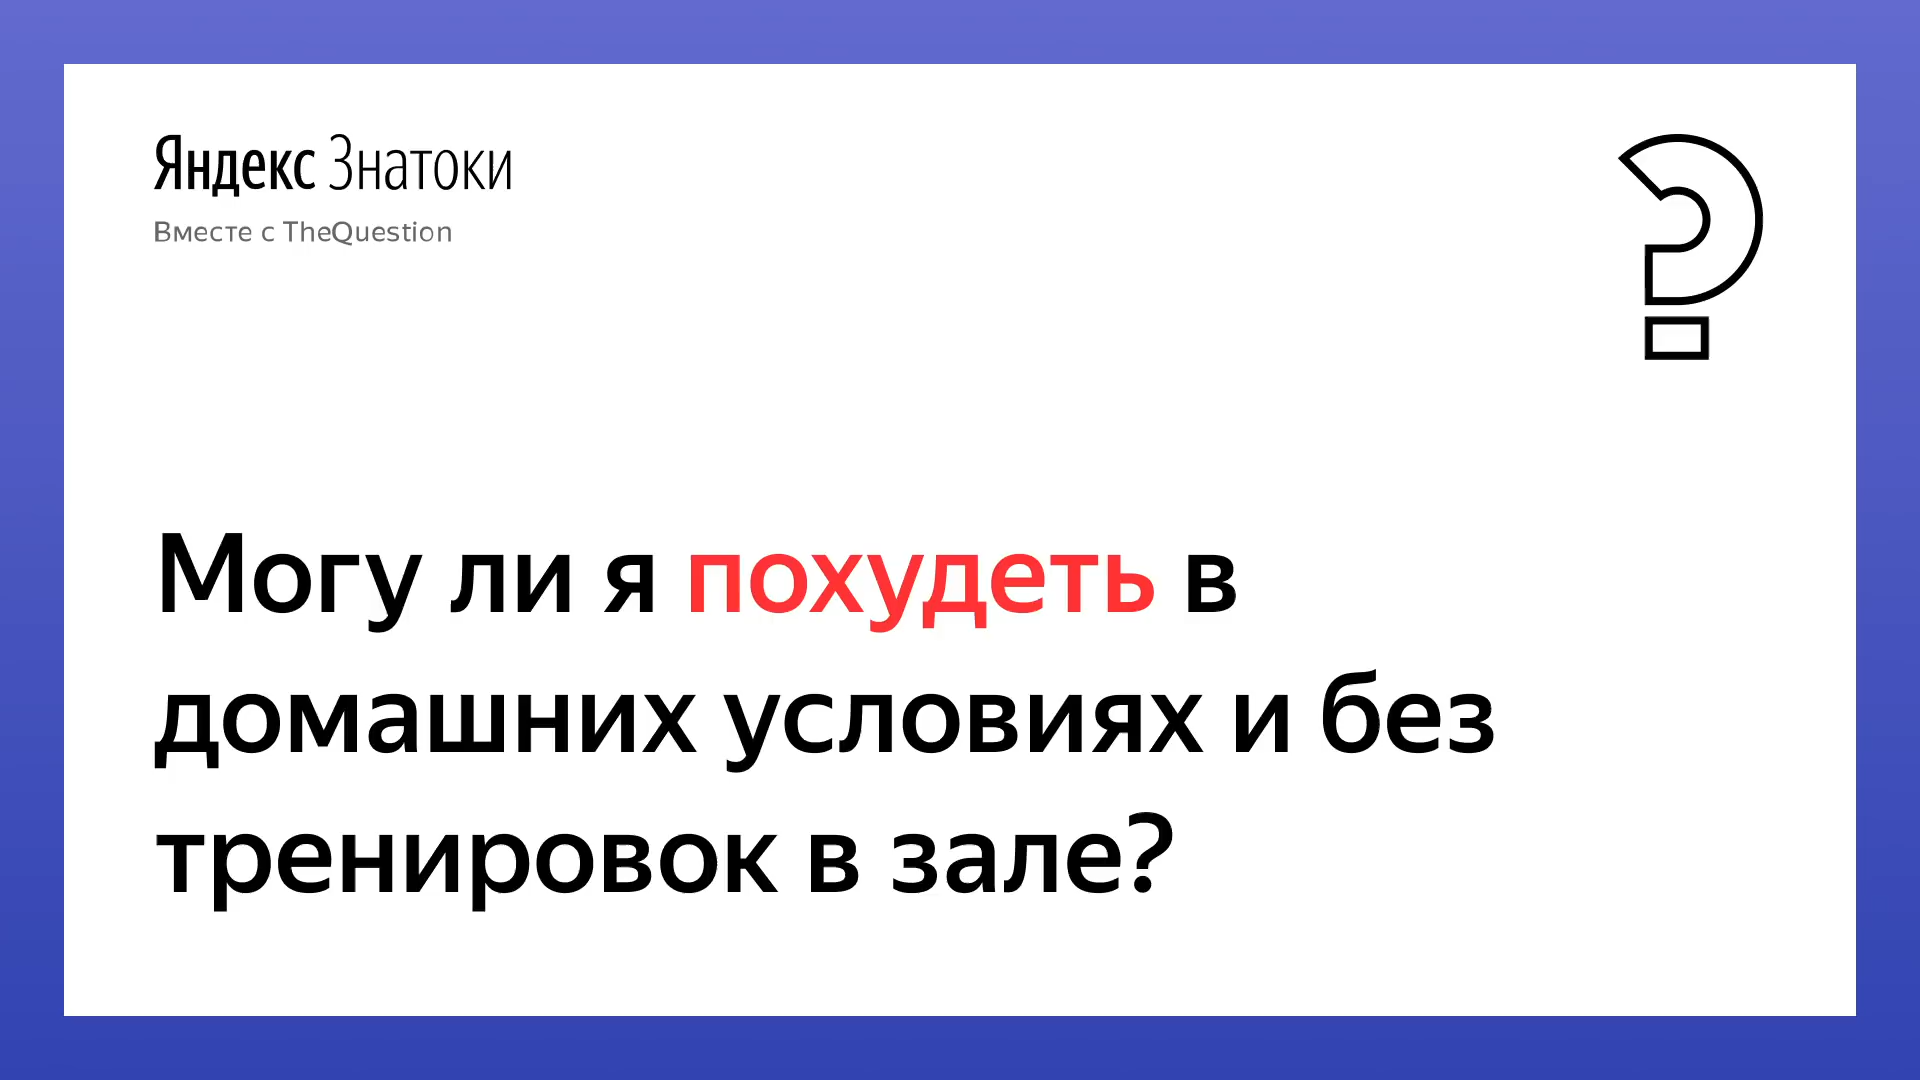 Яндекс Знатоки
Вместе с TheQuestion
Могу ли я похудеть в
домашних условиях и без
тренировок в зале?